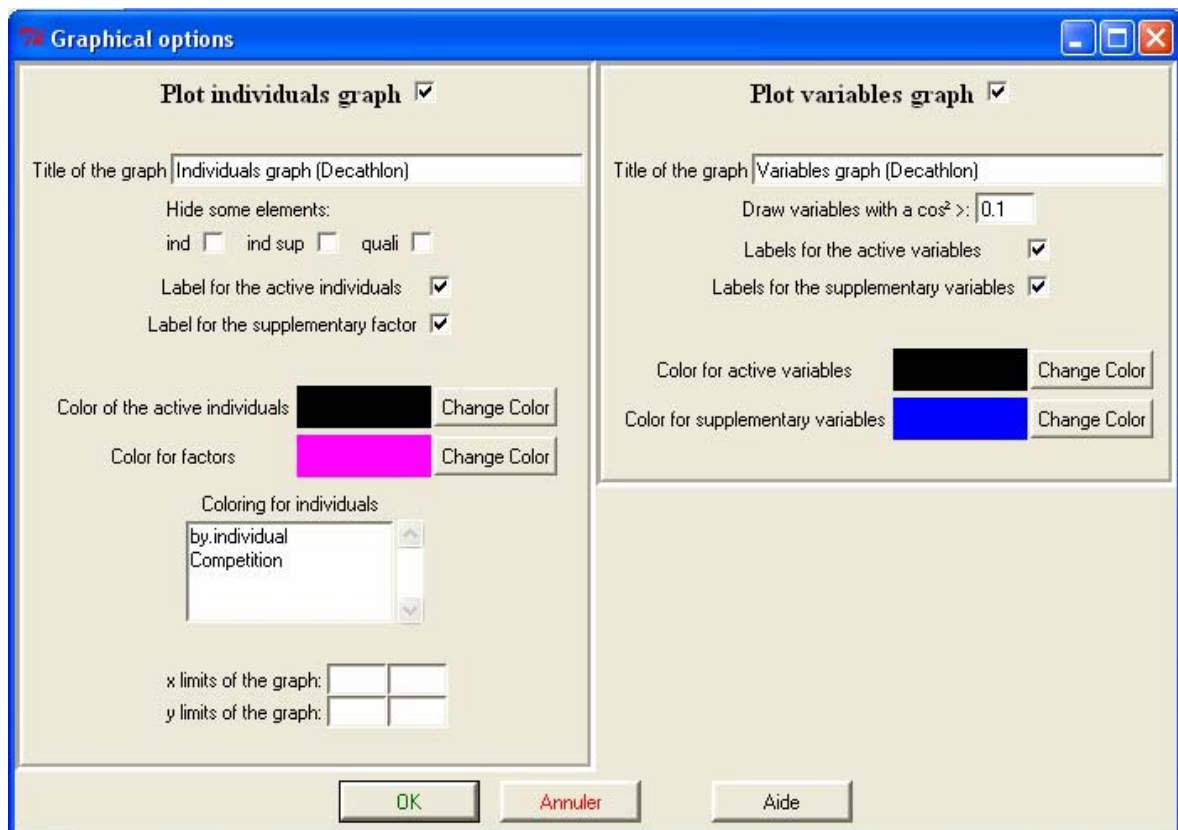 Graphical options
Plot individuals graph
Title of the graph Individuals graph (Decathlon)
Hide some elements:
ind ind sup quali
Label for the active individuals
Label for the supplementary factor
Color of the active individuals Change Color
Color for factors Change Color
Coloring for individuals
by.individual
Competition
x limits of the graph:
y limits of the graph:
Plot variables graph
Title of the graph Variables graph (Decathlon)
Draw variables with a cos² >: 0.1
Labels for the active variables
Labels for the supplementary variables
Color for active variables Change Color
Color for supplementary variables Change Color
OK Annuler Aide